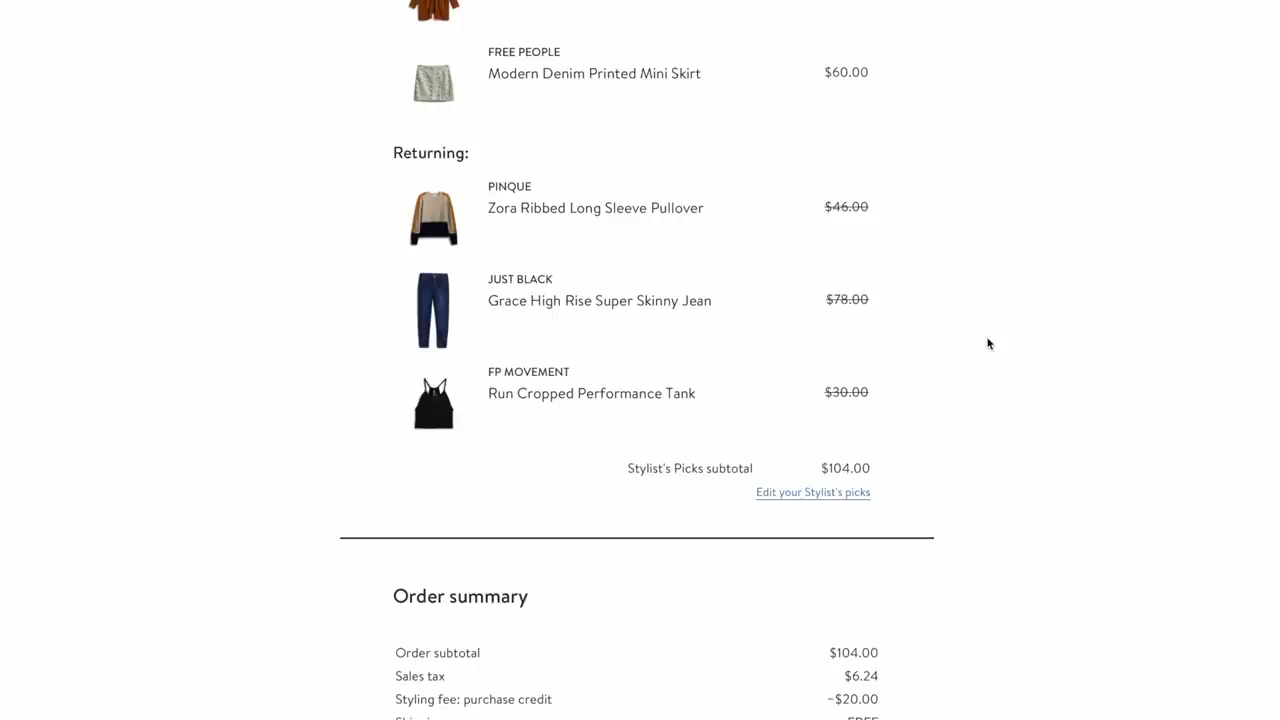 FREE PEOPLE
Modern Denim Printed Mini Skirt $60.00
Returning:
PINQUE
Zora Ribbed Long Sleeve Pullover $46.00
JUST BLACK
Grace High Rise Super Skinny Jean $78.00
FP MOVEMENT
Run Cropped Performance Tank $30.00
Stylist's Picks subtotal $104.00
Edit your Stylist's picks
Order summary
Order subtotal $104.00
Sales tax $6.24
Styling fee: purchase credit −$20.00
FREE